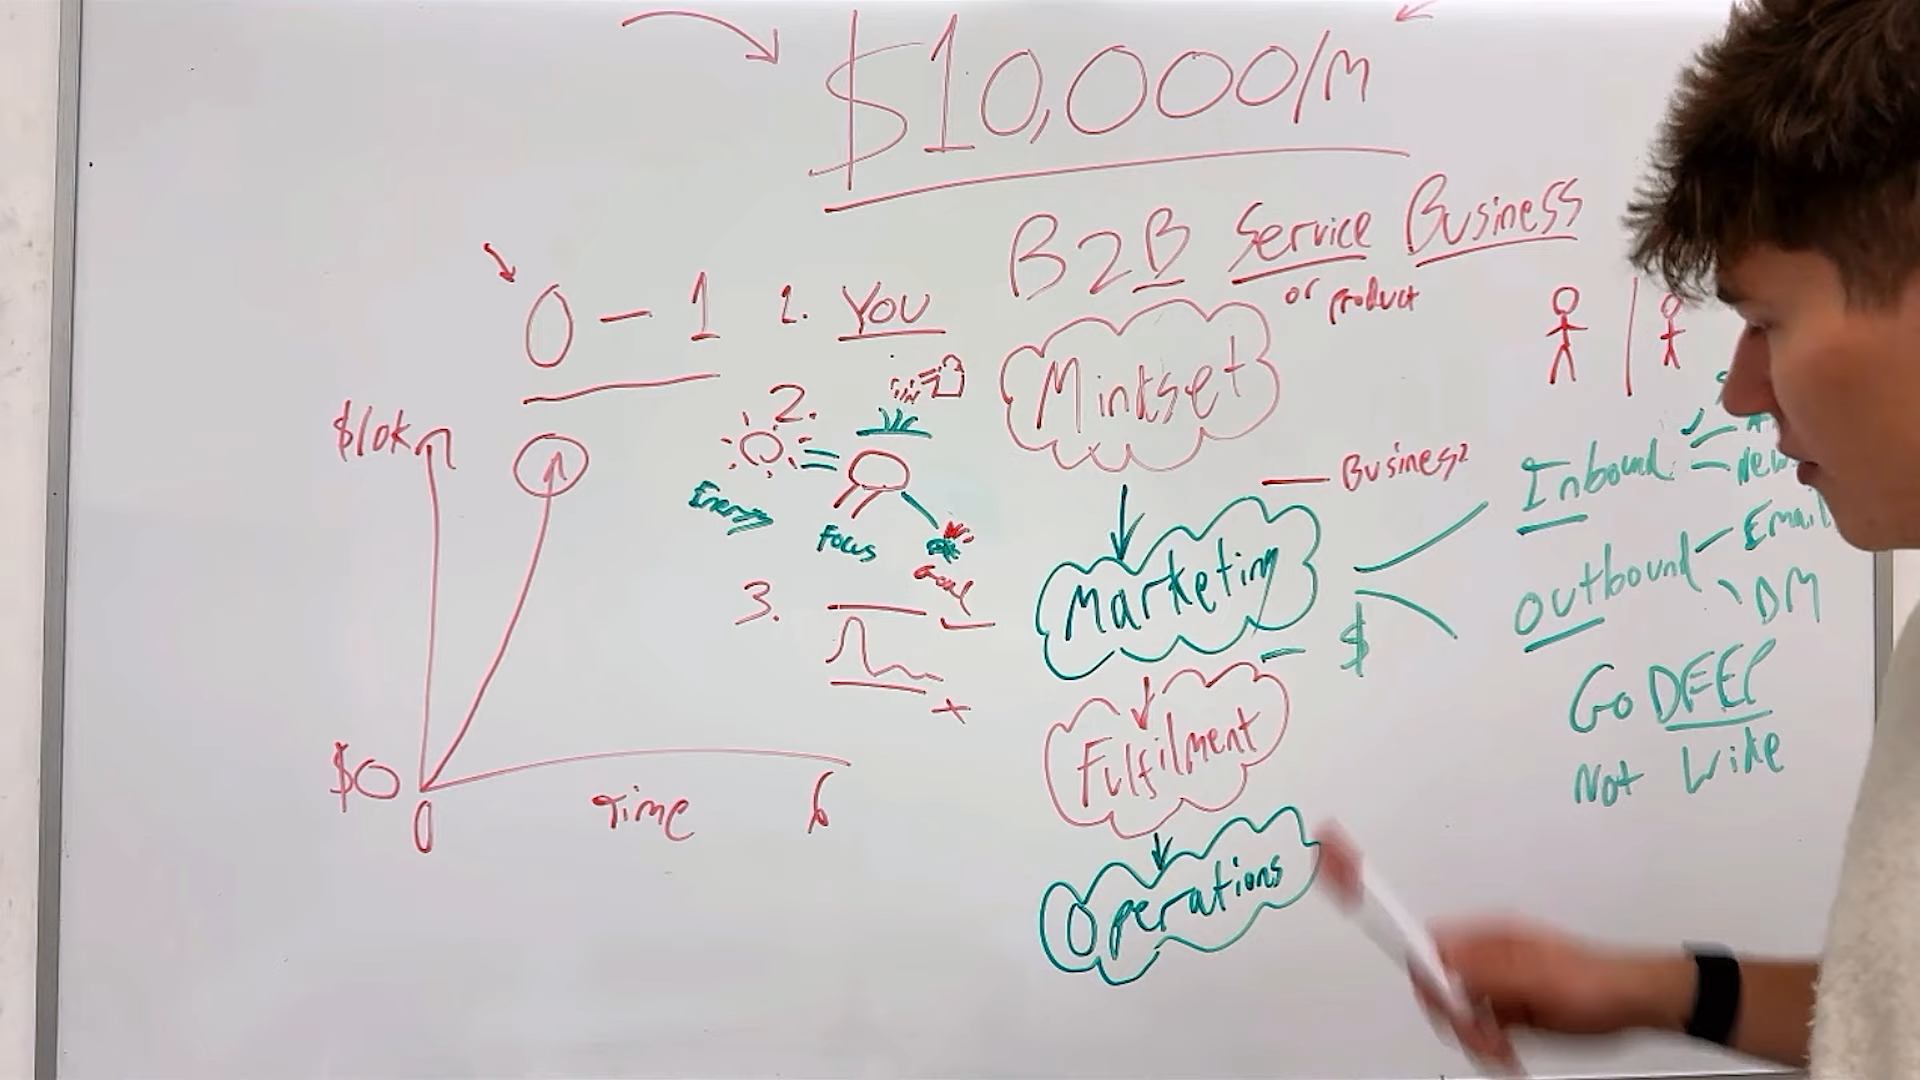 $10,000/m
B2B Service Business
or product
0 - 1
1. YOU
2.
Energy
Focus
Goal
3.
$10k
$0
0
Time
6
Mindset
Business?
Marketing
$
Fulfilment
Operations
Inbound
New
Outbound
Email
DM
Go DEEP
Not Wide